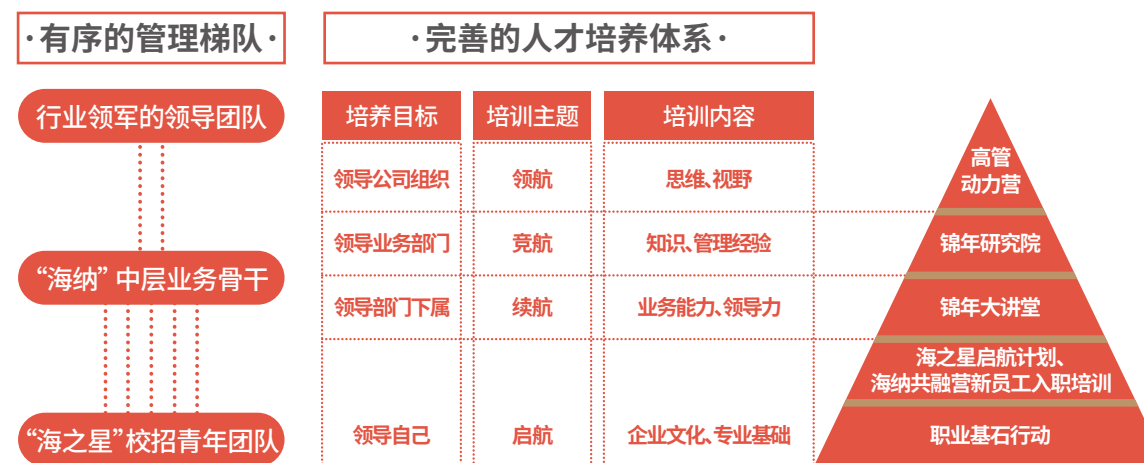 ·有序的管理梯队·
·完善的人才培养体系·
行业领军的领导团队
“海纳” 中层业务骨干
“海之星”校招青年团队
培养目标 培训主题 培训内容
领导公司组织 领航 思维、视野
领导业务部门 竞航 知识、管理经验
领导部门下属 续航 业务能力、领导力
领导自己 启航 企业文化、专业基础
高管
动力营
锦年研究院
锦年大讲堂
海之星启航计划、
海纳共融营新员工入职培训
职业基石行动